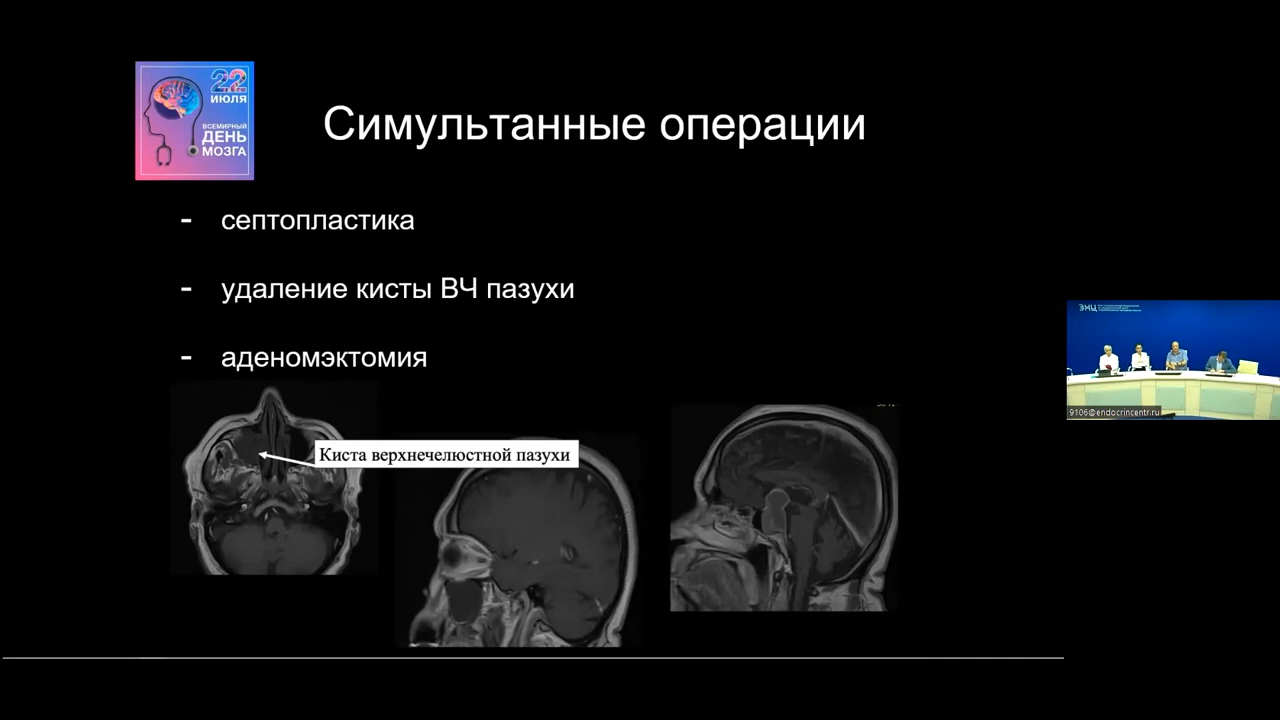 22
ИЮЛЯ
ВСЕМИРНЫЙ
ДЕНЬ
МОЗГА
Симультанные операции
- септопластика
- удаление кисты ВЧ пазухи
- аденомэктомия
Киста верхнечелюстной пазухи
ЭНЦ
9106@endocrincentr.ru